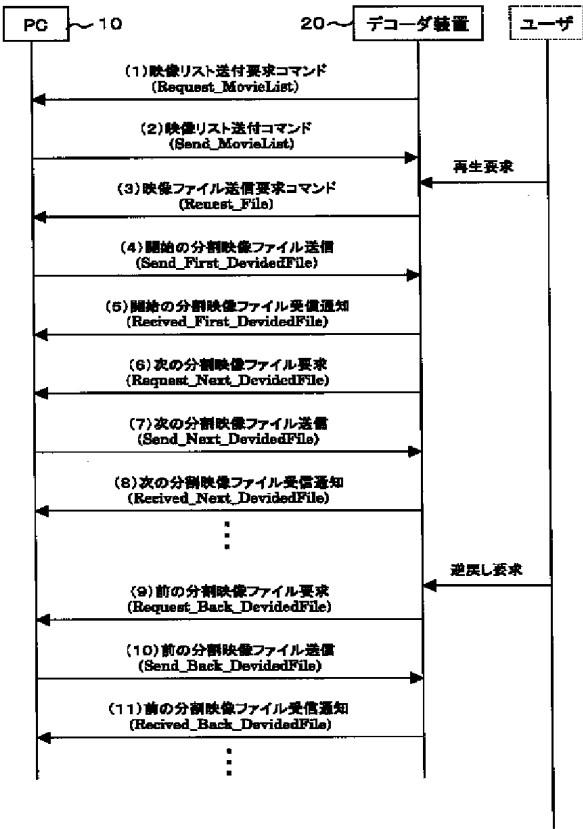 PC
10
20
デコーダ装置
ユーザ
(1)映像リスト送付要求コマンド
(Request_MovieList)
(2)映像リスト送付コマンド
(Send_MovieList)
再生要求
(3)映像ファイル送信要求コマンド
(Reuest_File)
(4)開始の分割映像ファイル送信
(Send_First_DevidedFile)
(5)開始の分割映像ファイル受信通知
(Recived_First_DevidedFile)
(6)次の分割映像ファイル要求
(Request_Next_DevidedFile)
(7)次の分割映像ファイル送信
(Send_Next_DevidedFile)
(8)次の分割映像ファイル受信通知
(Recived_Next_DevidedFile)
逆戻し要求
(9)前の分割映像ファイル要求
(Request_Back_DevidedFile)
(10)前の分割映像ファイル送信
(Send_Back_DevidedFile)
(11)前の分割映像ファイル受信通知
(Recived_Back_DevidedFile)